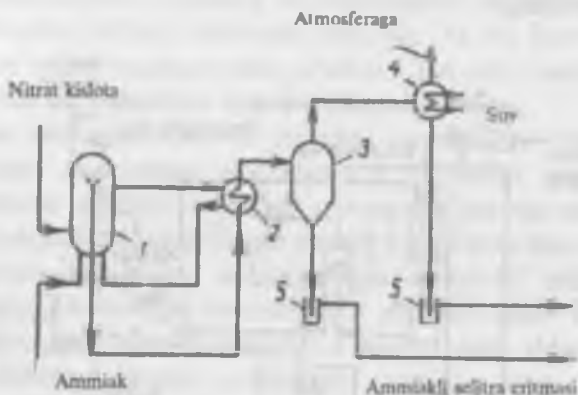 Atmosferaga
4
Nitrat kislota
Suv
3
2
1
5
5
Ammiak
Ammiakli selitra eritmasi